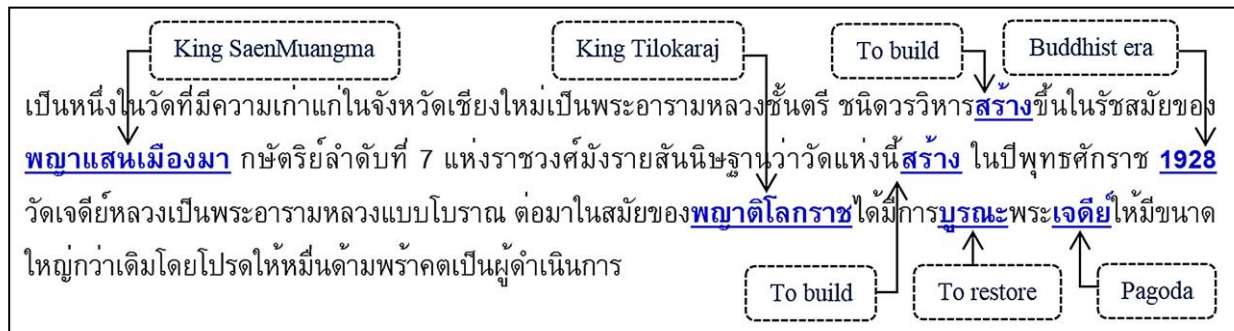 King SaenMuangma King Tilokaraj To build Buddhist era
เป็นหนึ่งในวัดที่มีความเก่าแก่ในจังหวัดเชียงใหม่เป็นพระอารามหลวงชั้นตรี ชนิดวรวิหารสร้างขึ้นในรัชสมัยของ
พญาแสนเมืองมา กษัตริย์ลำดับที่ 7 แห่งราชวงศ์มังรายสันนิษฐานว่าวัดแห่งนี้สร้าง ในปีพุทธศักราช 1928
วัดเจดีย์หลวงเป็นพระอารามหลวงแบบโบราณ ต่อมาในสมัยของพญาติโลกราชได้มีการบูรณะพระเจดีย์ให้มีขนาด
ใหญ่กว่าเดิมโดยโปรดให้หมื่นด้ามพร้าคตเป็นผู้ดำเนินการ
To build To restore Pagoda